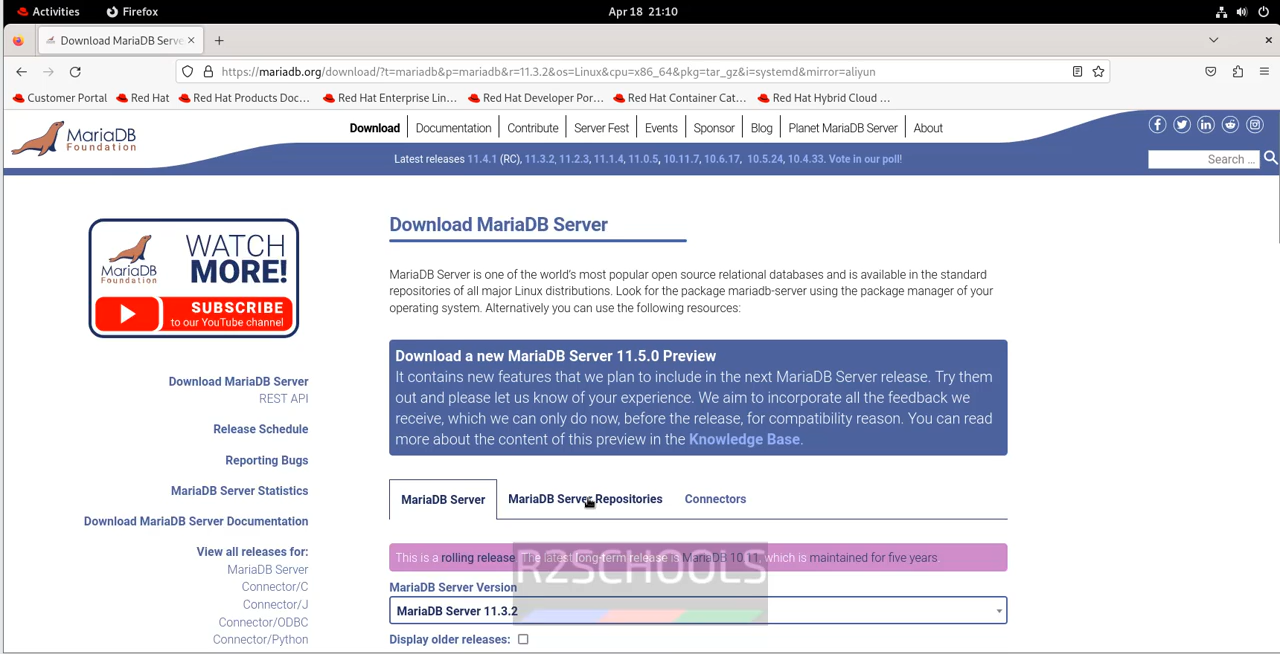 Activities Firefox Apr 18 21:10
Download MariaDB Serve
https://mariadb.org/download/?t=mariadb&p=mariadb&r=11.3.2&os=Linux&cpu=x86_64&pkg=tar_gz&i=systemd&mirror=aliyun
Customer Portal Red Hat Red Hat Products Doc... Red Hat Enterprise Lin... Red Hat Developer Por... Red Hat Container Cat... Red Hat Hybrid Cloud ...
MariaDB
Foundation
Download Documentation Contribute Server Fest Events Sponsor Blog Planet MariaDB Server About
Latest releases 11.4.1 (RC), 11.3.2, 11.2.3, 11.1.4, 11.0.5, 10.11.7, 10.6.17, 10.5.24, 10.4.33. Vote in our poll!
Search ...
WATCH
MORE!
MariaDB
Foundation
SUBSCRIBE
to our YouTube channel
Download MariaDB Server
REST API
Release Schedule
Reporting Bugs
MariaDB Server Statistics
Download MariaDB Server Documentation
View all releases for:
MariaDB Server
Connector/C
Connector/J
Connector/ODBC
Connector/Python
Download MariaDB Server
MariaDB Server is one of the world's most popular open source relational databases and is available in the standard
repositories of all major Linux distributions. Look for the package mariadb-server using the package manager of your
operating system. Alternatively you can use the following resources:
Download a new MariaDB Server 11.5.0 Preview
It contains new features that we plan to include in the next MariaDB Server release. Try them
out and please let us know of your experience. We aim to incorporate all the feedback we
receive, which we can only do now, before the release, for compatibility reason. You can read
more about the content of this preview in the Knowledge Base.
MariaDB Server MariaDB Server Repositories Connectors
This is a rolling release. The latest long-term release is MariaDB 10.11, which is maintained for five years
R2SCHOOLS
MariaDB Server Version
MariaDB Server 11.3.2
Display older releases: